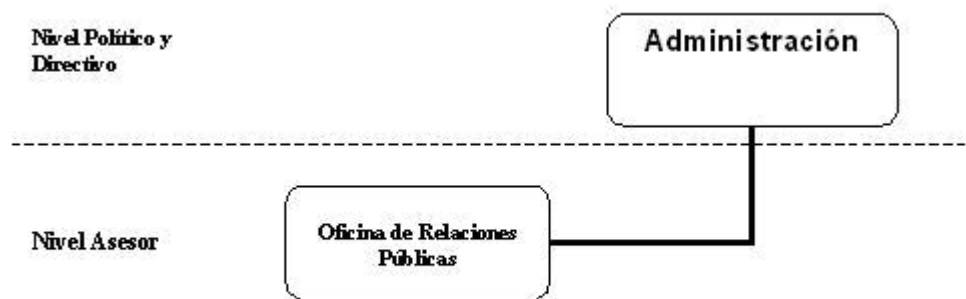 Nivel Político y
Directivo
Administración
Nivel Asesor
Oficina de Relaciones
Públicas